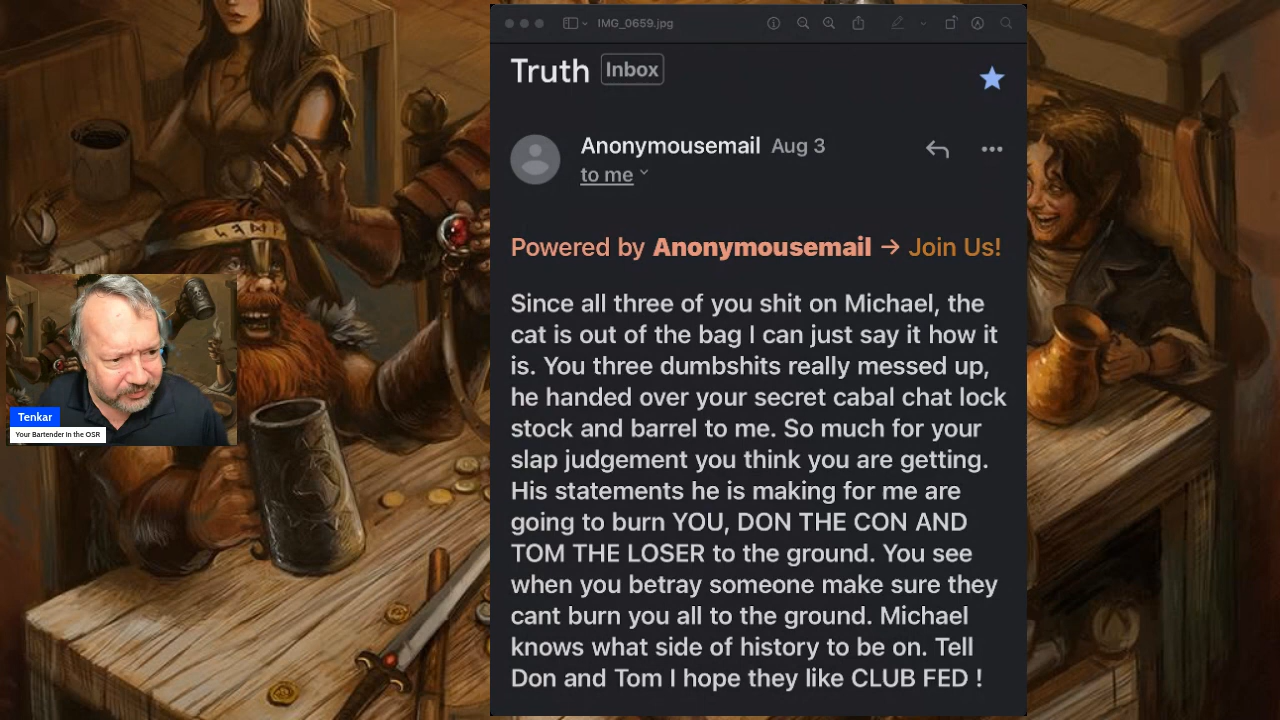 IMG_0659.jpg
Truth Inbox
Anonymousemail Aug 3
to me
Powered by Anonymousemail → Join Us!
Since all three of you shit on Michael, the
cat is out of the bag I can just say it how it
is. You three dumbshits really messed up,
he handed over your secret cabal chat lock
stock and barrel to me. So much for your
slap judgement you think you are getting.
His statements he is making for me are
going to burn YOU, DON THE CON AND
TOM THE LOSER to the ground. You see
when you betray someone make sure they
cant burn you all to the ground. Michael
knows what side of history to be on. Tell
Don and Tom I hope they like CLUB FED !
Tenkar
Your Bartender in the OSR